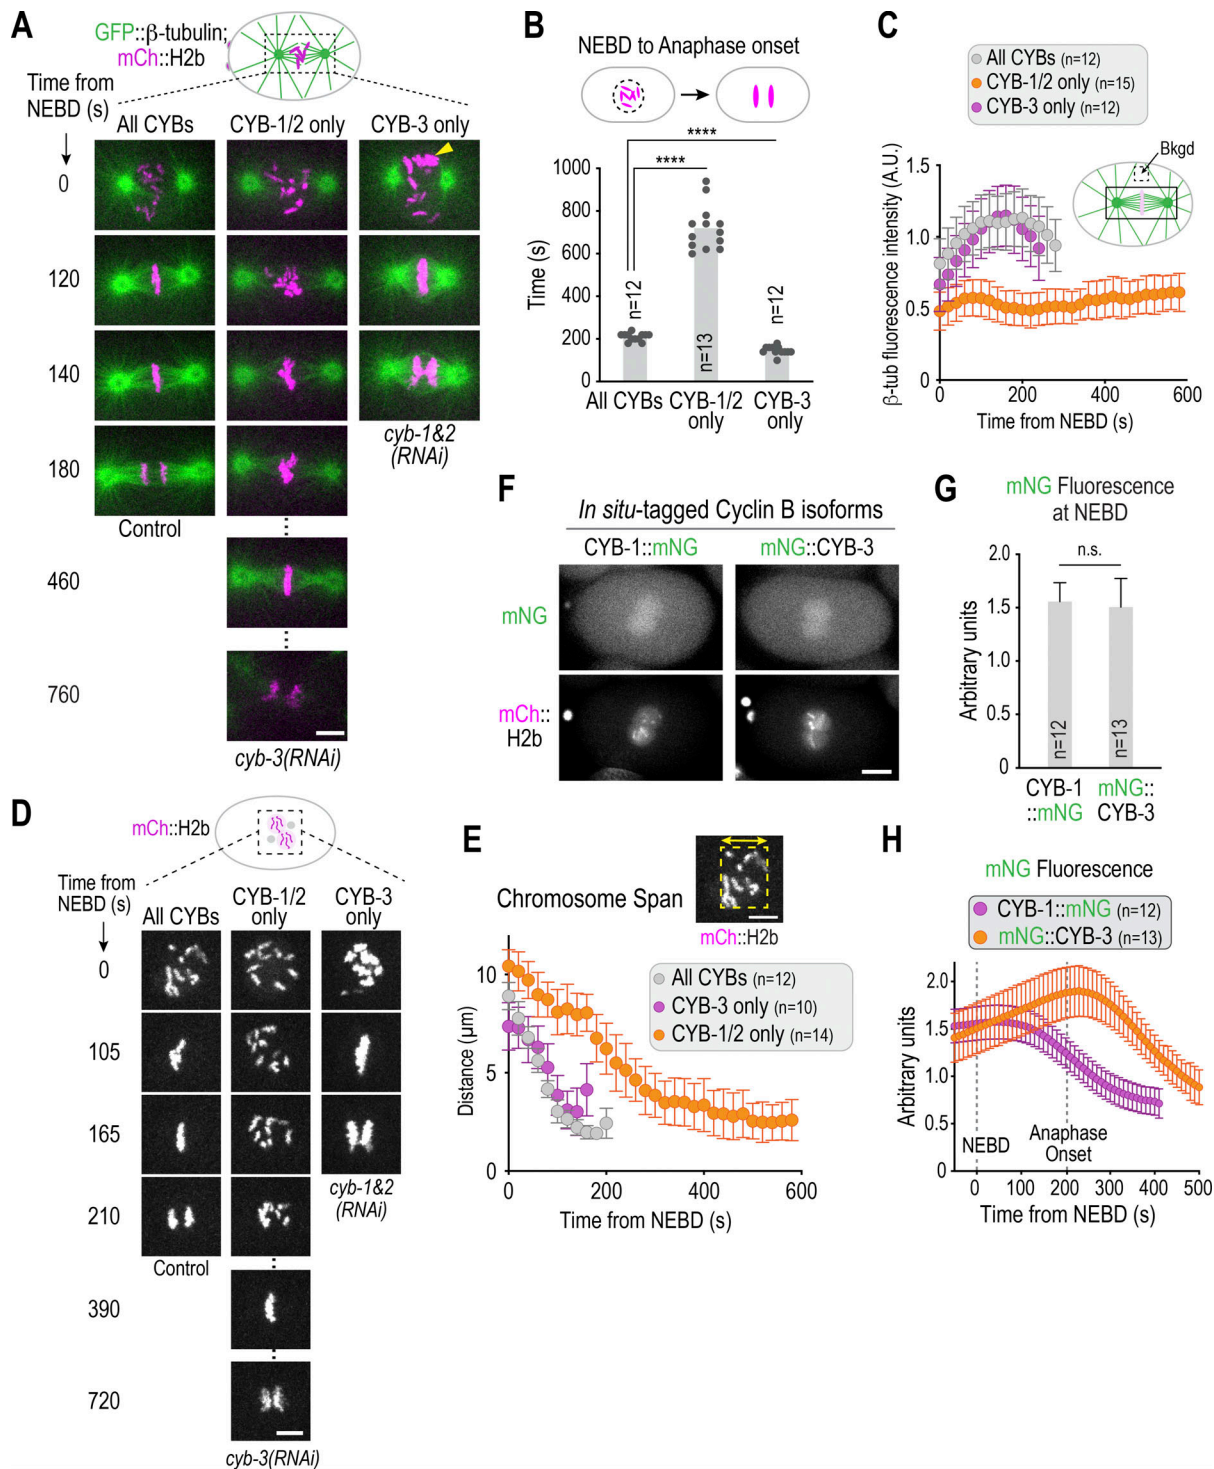 A
GFP::β-tubulin;
mCh::H2b
Time from
NEBD (s)
All CYBs
CYB-1/2 only
CYB-3 only
0
120
140
180
460
760
Control
cyb-1&2
(RNAi)
cyb-3(RNAi)
B
NEBD to Anaphase onset
****
****
1000
800
600
400
200
0
Time (s)
n=12
n=13
n=12
All CYBs
CYB-1/2
only
CYB-3
only
C
All CYBs (n=12)
CYB-1/2 only (n=15)
CYB-3 only (n=12)
Bkgd
β-tub fluorescence intensity (A.U.)
1.5
1.0
0.5
0
0
200
400
600
Time from NEBD (s)
D
mCh::H2b
Time from
NEBD (s)
All CYBs
CYB-1/2
only
CYB-3
only
0
105
165
210
390
720
Control
cyb-1&2
(RNAi)
cyb-3(RNAi)
E
Chromosome Span
mCh::H2b
All CYBs (n=12)
CYB-3 only (n=10)
CYB-1/2 only (n=14)
Distance (μm)
10
5
0
0
200
400
600
Time from NEBD (s)
F
In situ-tagged Cyclin B isoforms
CYB-1::mNG
mNG::CYB-3
mNG
mCh::
H2b
G
mNG Fluorescence
at NEBD
n.s.
Arbitrary units
2.0
1.5
1.0
0.5
0
n=12
n=13
CYB-1
::mNG
mNG::
CYB-3
H
mNG Fluorescence
CYB-1::mNG (n=12)
mNG::CYB-3 (n=13)
Arbitrary units
2.0
1.5
1.0
0.5
0
NEBD
Anaphase
Onset
0
100
200
300
400
500
Time from NEBD (s)